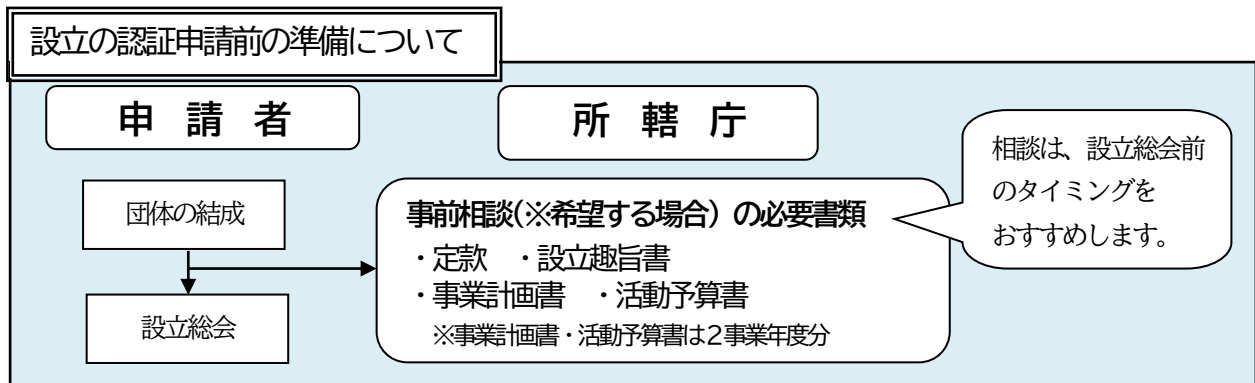 設立の認証申請前の準備について
申 請 者
所 轄 庁
相談は、設立総会前
のタイミングを
おすすめします。
団体の結成
事前相談(※希望する場合)の必要書類
・定款 ・設立趣旨書
・事業計画書 ・活動予算書
※事業計画書・活動予算書は２事業年度分
設立総会